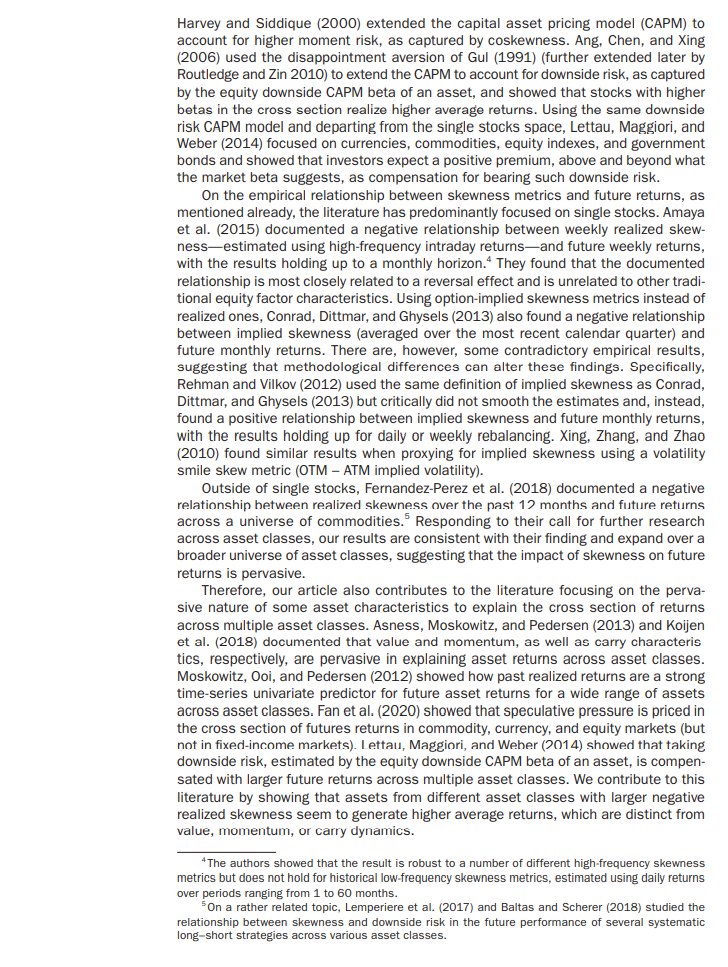 Harvey and Siddique (2000) extended the capital asset pricing model (CAPM) to
account for higher moment risk, as captured by coskewness. Ang, Chen, and Xing
(2006) used the disappointment aversion of Gul (1991) (further extended later by
Routledge and Zin 2010) to extend the CAPM to account for downside risk, as captured
by the equity downside CAPM beta of an asset, and showed that stocks with higher
betas in the cross section realize higher average returns. Using the same downside
risk CAPM model and departing from the single stocks space, Lettau, Maggiori, and
Weber (2014) focused on currencies, commodities, equity indexes, and government
bonds and showed that investors expect a positive premium, above and beyond what
the market beta suggests, as compensation for bearing such downside risk.
On the empirical relationship between skewness metrics and future returns, as
mentioned already, the literature has predominantly focused on single stocks. Amaya
et al. (2015) documented a negative relationship between weekly realized skew-
ness—estimated using high-frequency intraday returns—and future weekly returns,
with the results holding up to a monthly horizon.4 They found that the documented
relationship is most closely related to a reversal effect and is unrelated to other tradi-
tional equity factor characteristics. Using option-implied skewness metrics instead of
realized ones, Conrad, Dittmar, and Ghysels (2013) also found a negative relationship
between implied skewness (averaged over the most recent calendar quarter) and
future monthly returns. There are, however, some contradictory empirical results,
suggesting that methodological differences can alter these findings. Specifically,
Rehman and Vilkov (2012) used the same definition of implied skewness as Conrad,
Dittmar, and Ghysels (2013) but critically did not smooth the estimates and, instead,
found a positive relationship between implied skewness and future monthly returns,
with the results holding up for daily or weekly rebalancing. Xing, Zhang, and Zhao
(2010) found similar results when proxying for implied skewness using a volatility
smile skew metric (OTM – ATM implied volatility).
Outside of single stocks, Fernandez-Perez et al. (2018) documented a negative
relationship between realized skewness over the past 12 months and future returns
across a universe of commodities.5 Responding to their call for further research
across asset classes, our results are consistent with their finding and expand over a
broader universe of asset classes, suggesting that the impact of skewness on future
returns is pervasive.
Therefore, our article also contributes to the literature focusing on the perva-
sive nature of some asset characteristics to explain the cross section of returns
across multiple asset classes. Asness, Moskowitz, and Pedersen (2013) and Koijen
et al. (2018) documented that value and momentum, as well as carry characteris
tics, respectively, are pervasive in explaining asset returns across asset classes.
Moskowitz, Ooi, and Pedersen (2012) showed how past realized returns are a strong
time-series univariate predictor for future asset returns for a wide range of assets
across asset classes. Fan et al. (2020) showed that speculative pressure is priced in
the cross section of futures returns in commodity, currency, and equity markets (but
not in fixed-income markets). Lettau, Maggiori, and Weber (2014) showed that taking
downside risk, estimated by the equity downside CAPM beta of an asset, is compen-
sated with larger future returns across multiple asset classes. We contribute to this
literature by showing that assets from different asset classes with larger negative
realized skewness seem to generate higher average returns, which are distinct from
value, momentum, or carry dynamics.
4 The authors showed that the result is robust to a number of different high-frequency skewness
metrics but does not hold for historical low-frequency skewness metrics, estimated using daily returns
over periods ranging from 1 to 60 months.
5 On a rather related topic, Lemperiere et al. (2017) and Baltas and Scherer (2018) studied the
relationship between skewness and downside risk in the future performance of several systematic
long–short strategies across various asset classes.